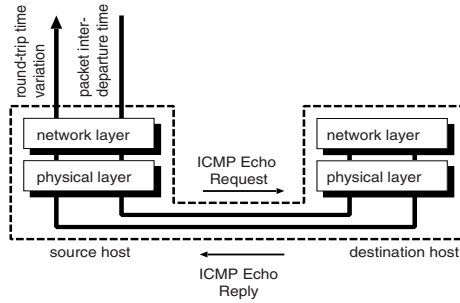 round-trip time
variation
packet inter-
departure time
network layer
physical layer
ICMP Echo
Request
network layer
physical layer
source host
ICMP Echo
Reply
destination host